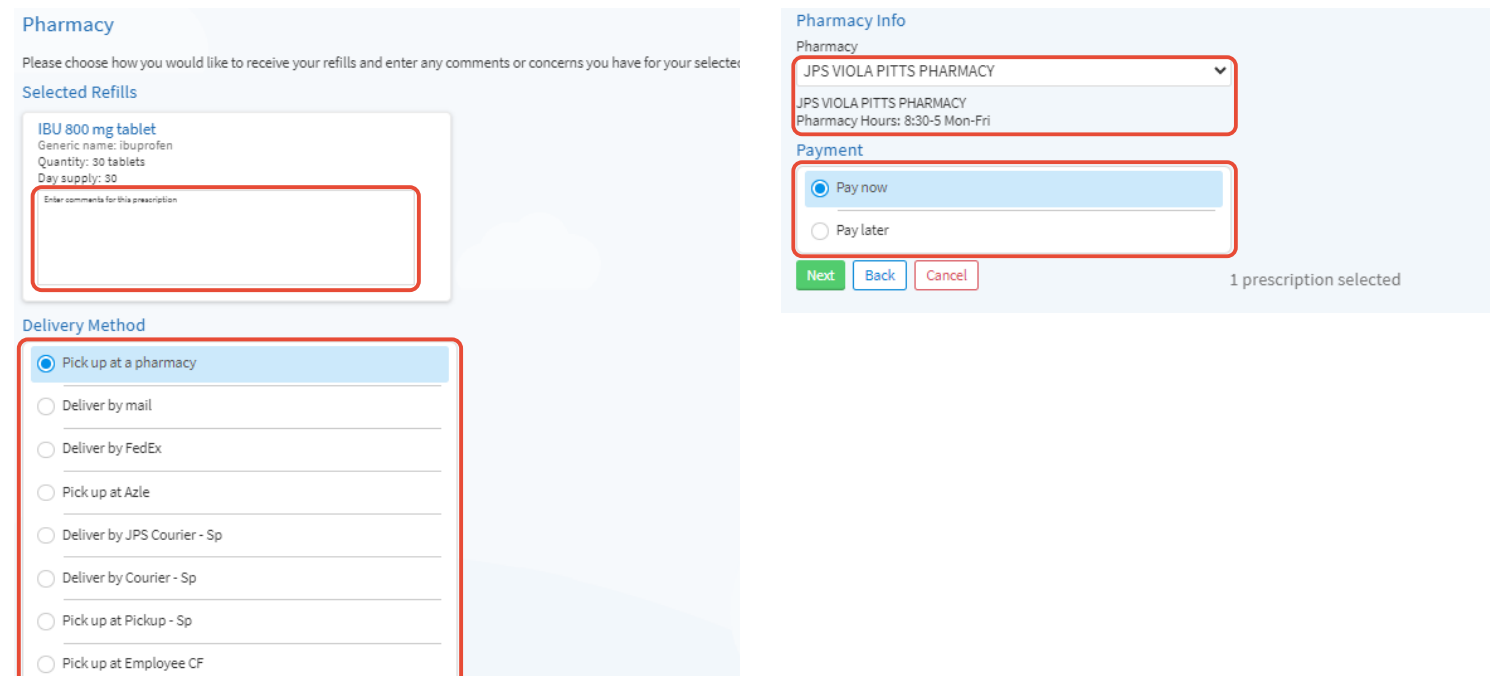 Pharmacy
Please choose how you would like to receive your refills and enter any comments or concerns you have for your selected
Selected Refills
IBU 800 mg tablet
Generic name: ibuprofen
Quantity: 30 tablets
Day supply: 30
Enter comments for this prescription
Delivery Method
Pick up at a pharmacy
Deliver by mail
Deliver by FedEx
Pick up at Azle
Deliver by JPS Courier - Sp
Deliver by Courier - Sp
Pick up at Pickup - Sp
Pick up at Employee CF
Pharmacy Info
Pharmacy
JPS VIOLA PITTS PHARMACY
JPS VIOLA PITTS PHARMACY
Pharmacy Hours: 8:30-5 Mon-Fri
Payment
Pay now
Pay later
Next Back Cancel
1 prescription selected